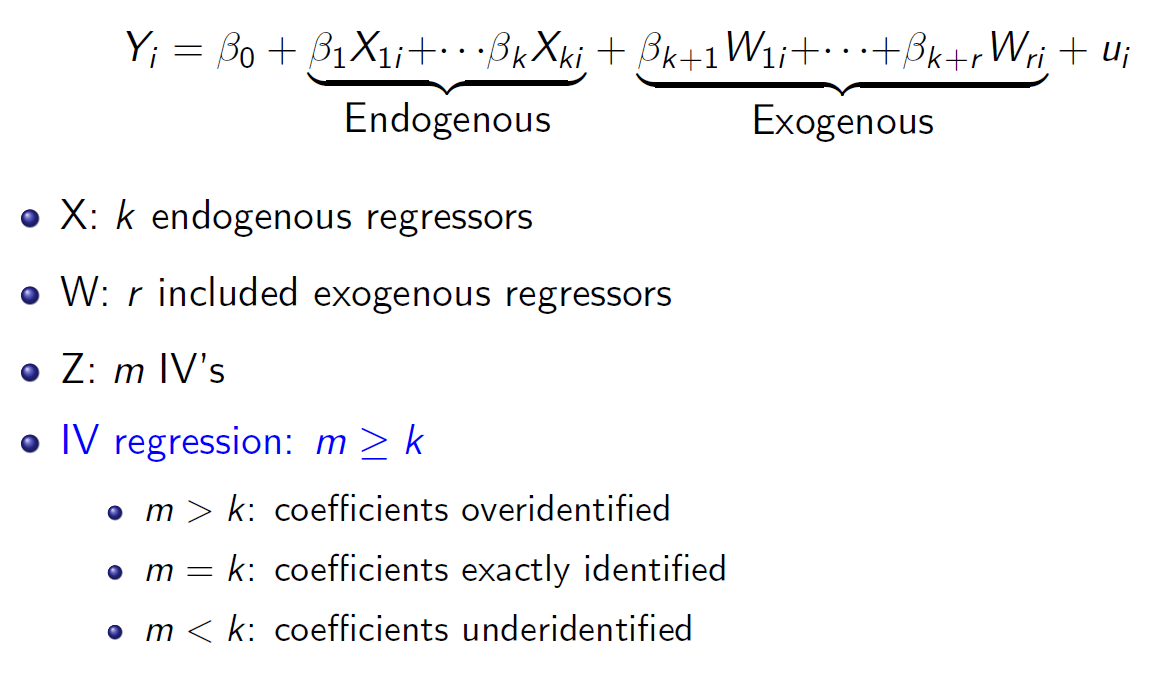 Yᵢ = β₀ + β₁X₁ᵢ+⋯βₖXₖᵢ + βₖ₊₁W₁ᵢ+⋯+βₖ₊ᵣWᵣᵢ + uᵢ
Endogenous Exogenous
• X: k endogenous regressors
• W: r included exogenous regressors
• Z: m IV's
• IV regression: m ≥ k
• m > k: coefficients overidentified
• m = k: coefficients exactly identified
• m < k: coefficients underidentified